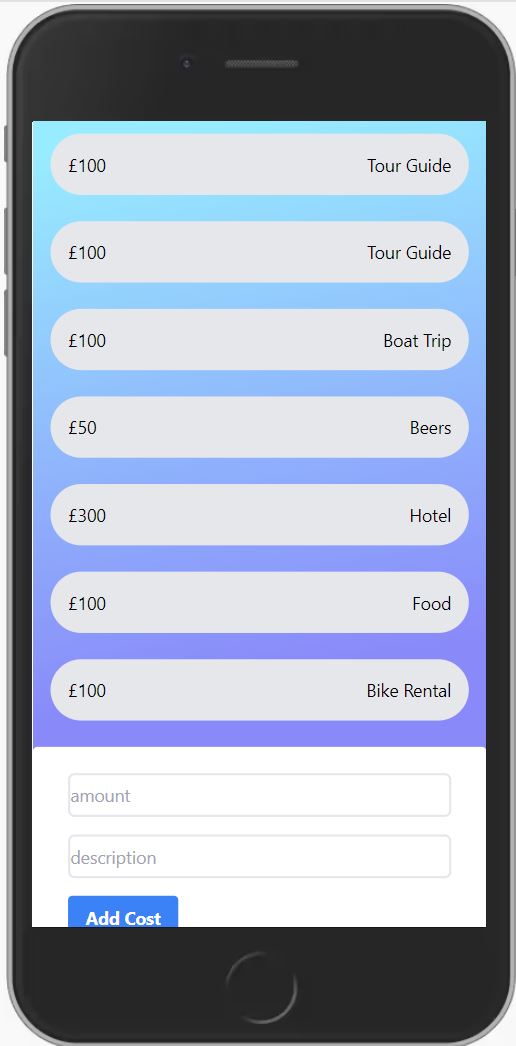 £100 Tour Guide
£100 Tour Guide
£100 Boat Trip
£50 Beers
£300 Hotel
£100 Food
£100 Bike Rental
amount
description
Add Cost